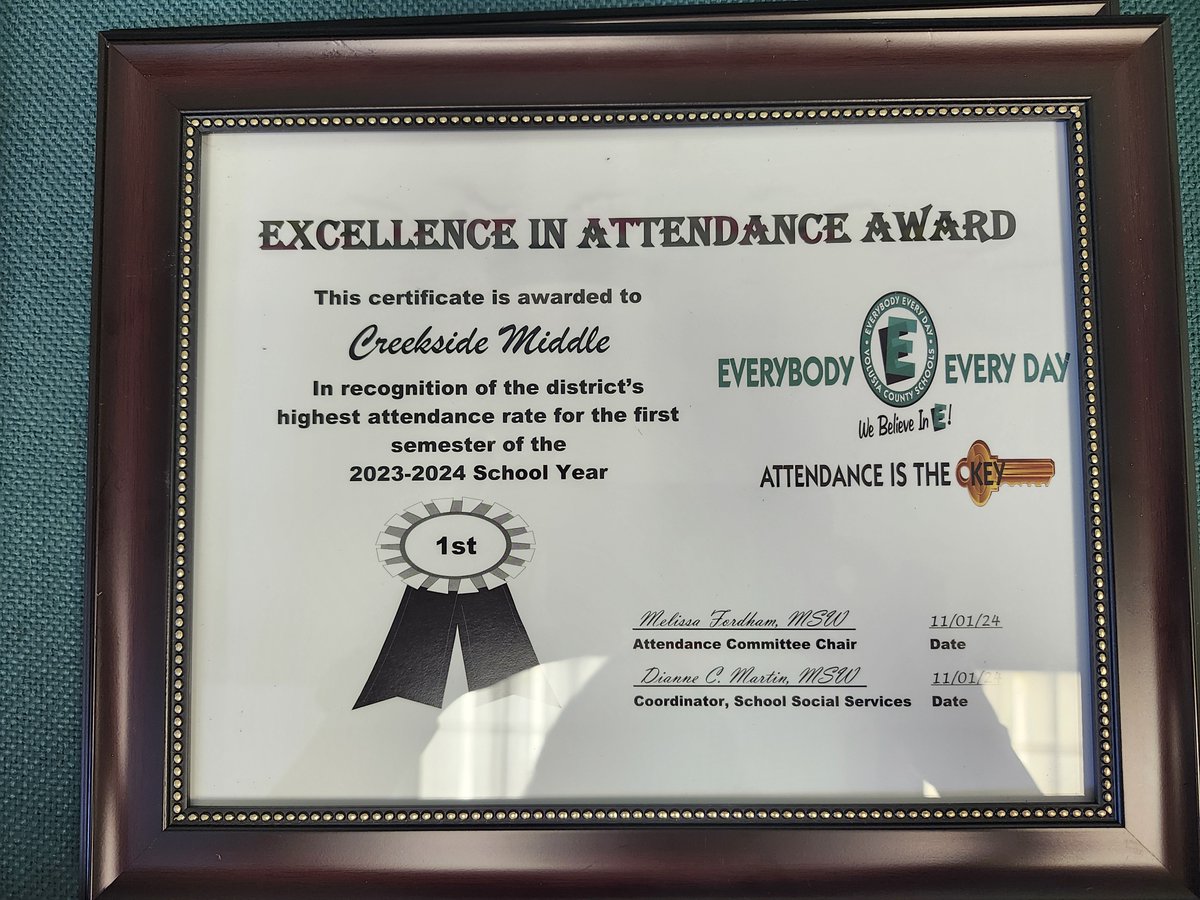 EXCELLENCE IN ATTENDANCE AWARD
This certificate is awarded to
Creekside Middle
In recognition of the district's
highest attendance rate for the first
semester of the
2023-2024 School Year
1st
EVERYBODY EVERY DAY
EVERYBODY EVERY DAY
E
VOLUSIA COUNTY SCHOOLS
We Believe In E!
ATTENDANCE IS THE KEY
Melissa Fordham, MSW 11/01/24
Attendance Committee Chair Date
Dianne C. Martin, MSW 11/01/24
Coordinator, School Social Services Date